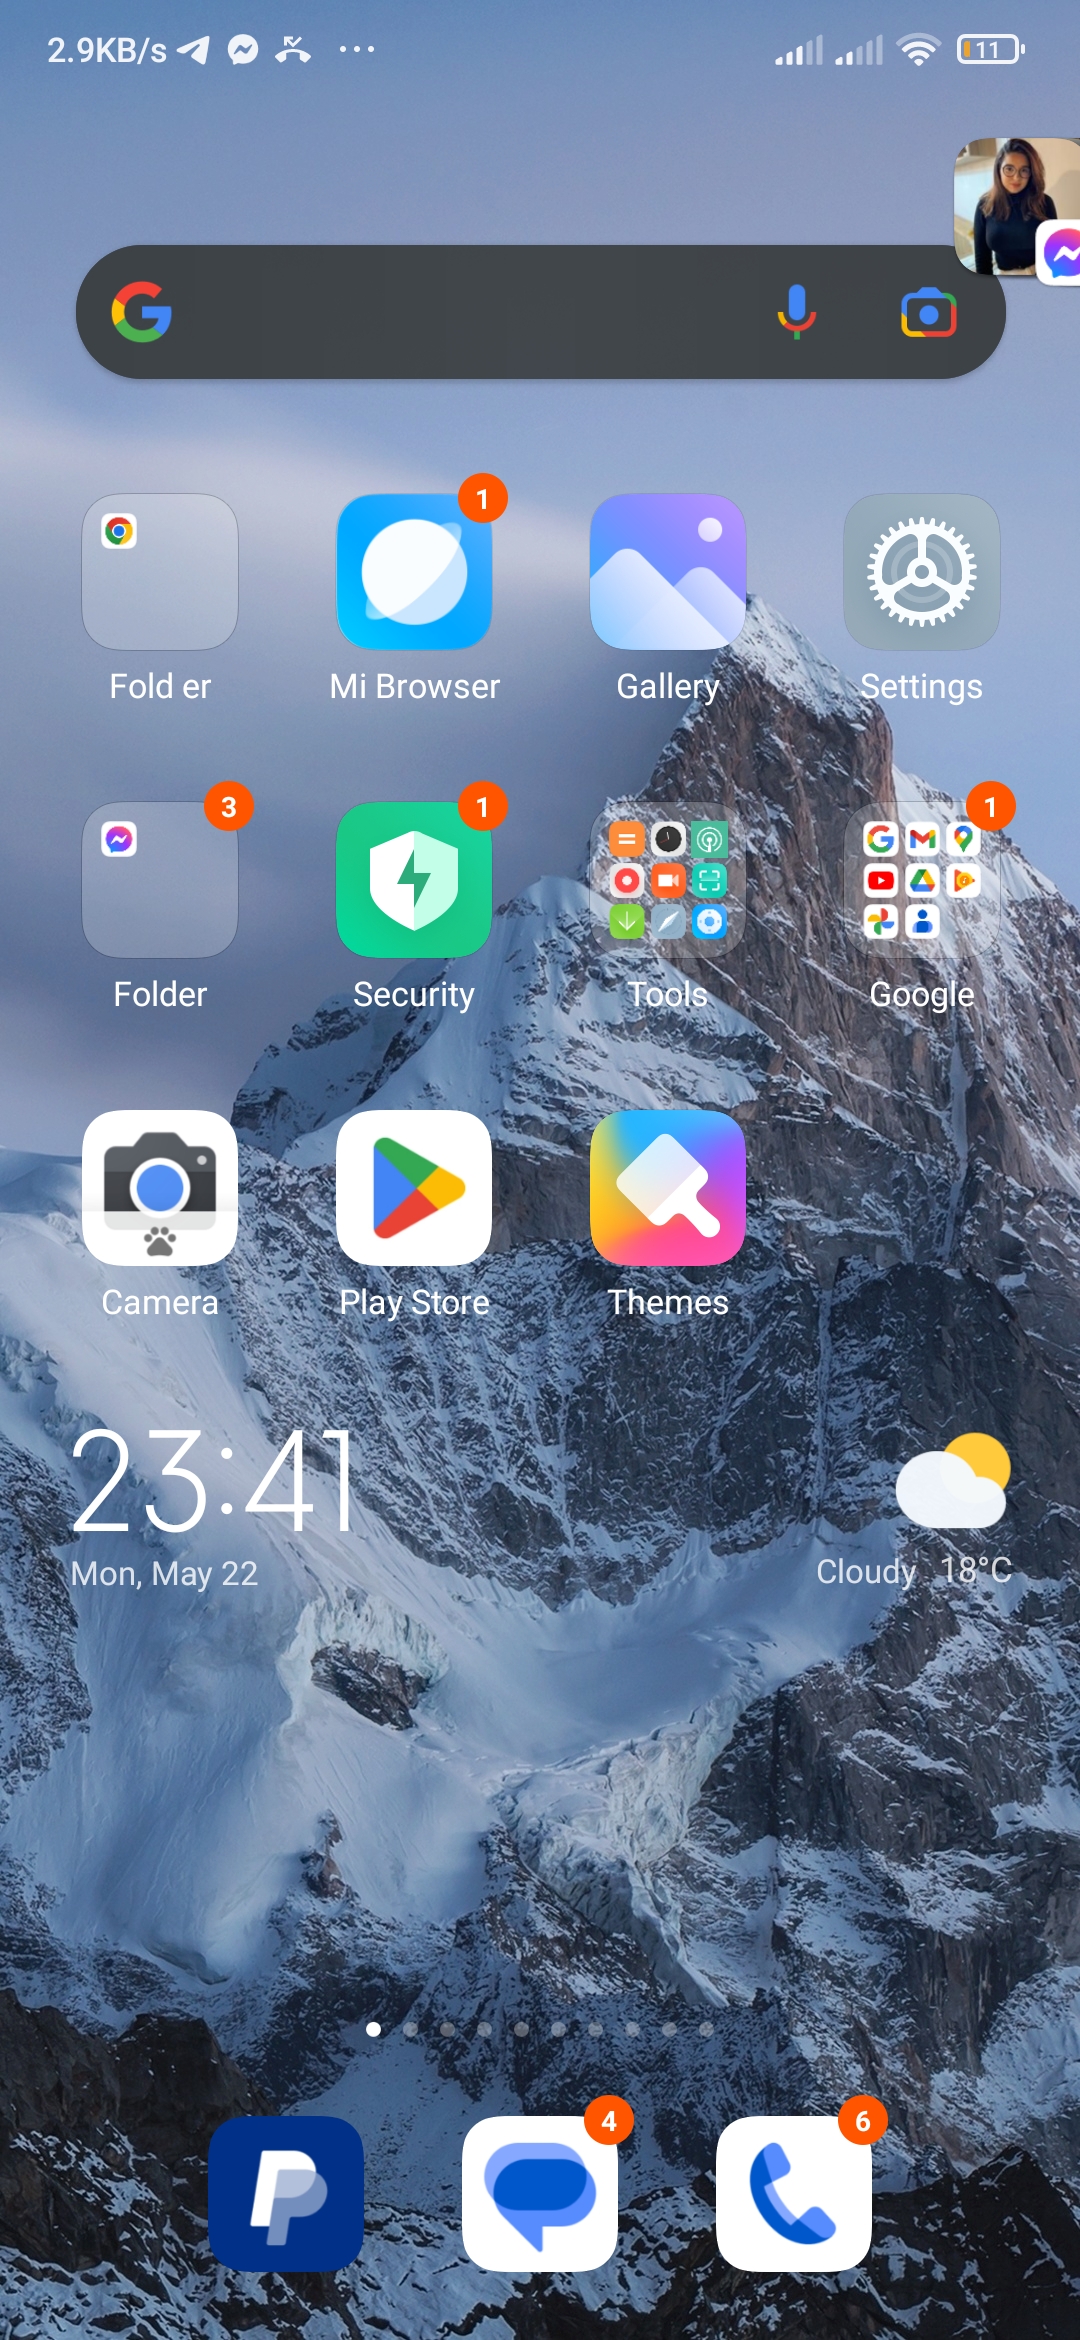 2.9KB/s ... 11
1
Fold er Mi Browser Gallery Settings
3 1 1
Folder Security Tools Google
Camera Play Store Themes
23:41
Mon, May 22 Cloudy 18°C
4 6